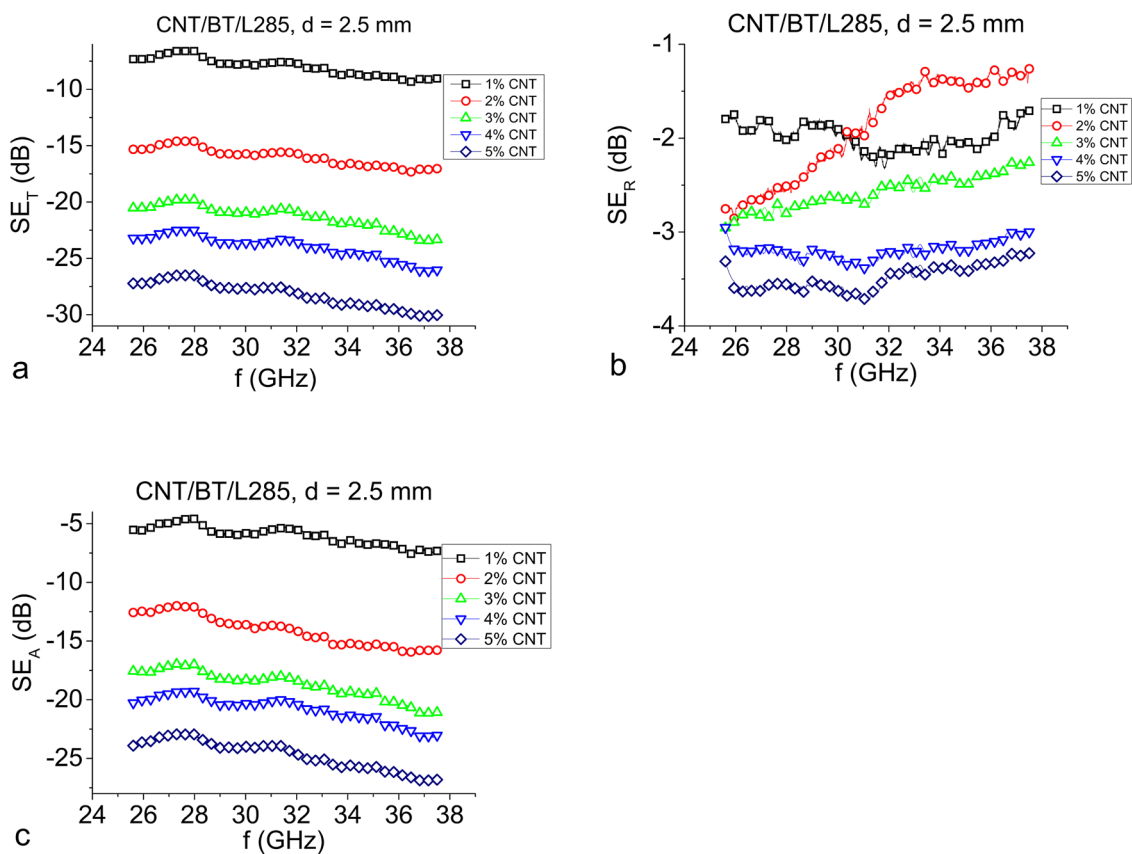 CNT/BT/L285, d = 2.5 mm
SE_T (dB)
-10
-15
-20
-25
-30
24 26 28 30 32 34 36 38
f (GHz)
1% CNT
2% CNT
3% CNT
4% CNT
5% CNT
a
CNT/BT/L285, d = 2.5 mm
SE_R (dB)
-1
-2
-3
-4
24 26 28 30 32 34 36 38
f (GHz)
1% CNT
2% CNT
3% CNT
4% CNT
5% CNT
b
CNT/BT/L285, d = 2.5 mm
SE_A (dB)
-5
-10
-15
-20
-25
24 26 28 30 32 34 36 38
f (GHz)
1% CNT
2% CNT
3% CNT
4% CNT
5% CNT
c